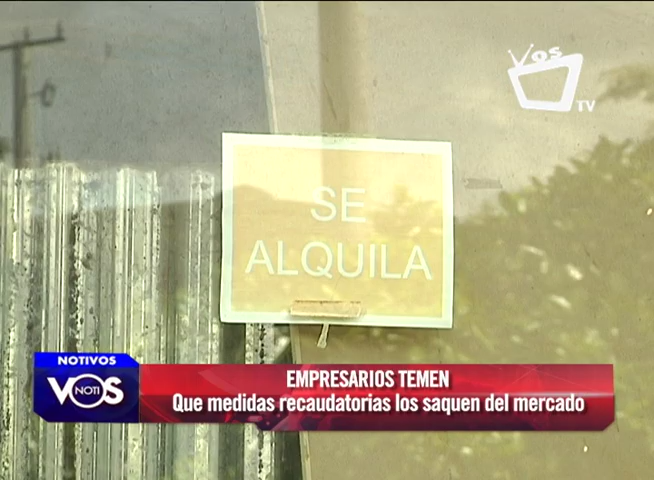 VOS
TV
SE
ALQUILA
NOTIVOS
VOS
NOTI
EMPRESARIOS TEMEN
Que medidas recaudatorias los saquen del mercado